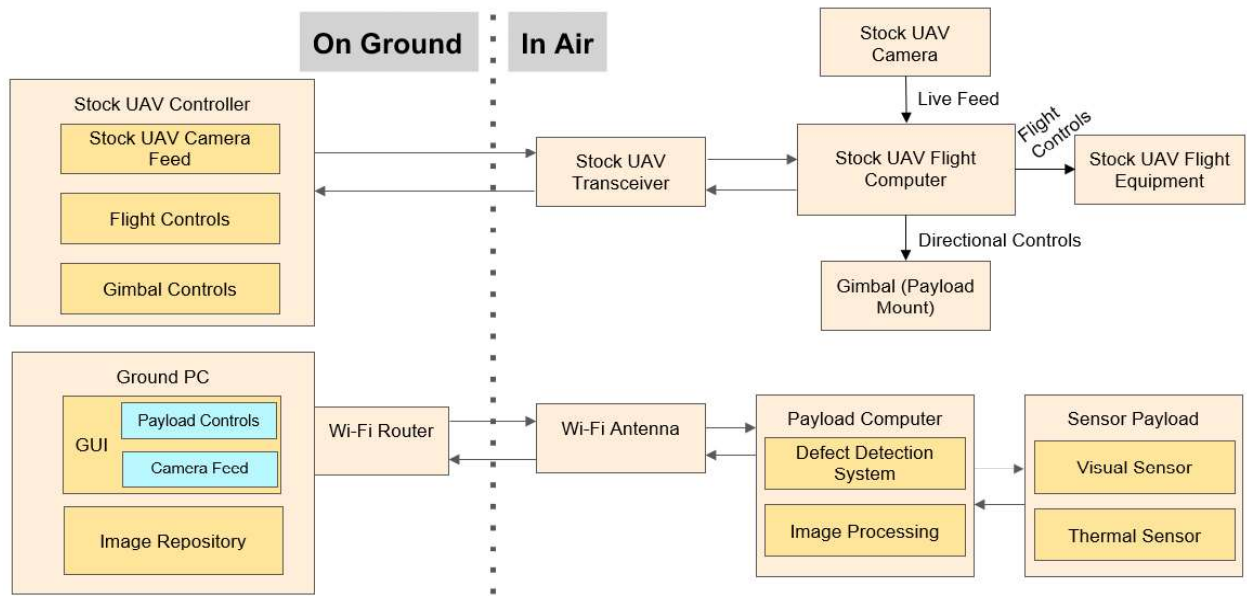 On Ground
In Air
Stock UAV
Camera
Stock UAV Controller
Stock UAV Camera
Feed
Flight Controls
Gimbal Controls
Stock UAV
Transceiver
Live Feed
Stock UAV Flight
Computer
Flight
Controls
Stock UAV Flight
Equipment
Directional Controls
Gimbal (Payload
Mount)
Ground PC
GUI
Payload Controls
Camera Feed
Image Repository
Wi-Fi Router
Wi-Fi Antenna
Payload Computer
Defect Detection
System
Image Processing
Sensor Payload
Visual Sensor
Thermal Sensor